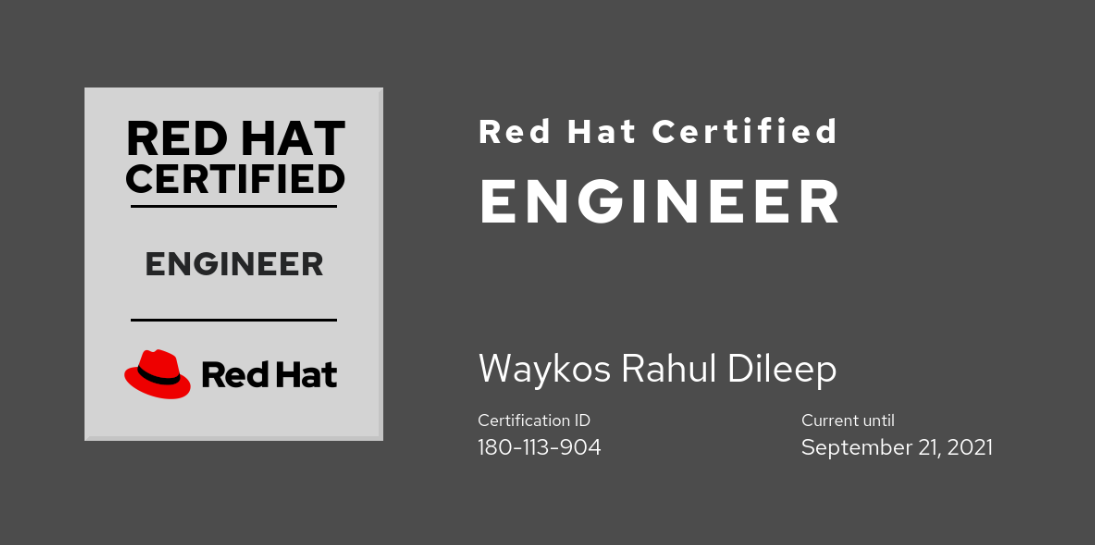 RED HAT
CERTIFIED
ENGINEER
Red Hat
Red Hat Certified
ENGINEER
Waykos Rahul Dileep
Certification ID
180-113-904
Current until
September 21, 2021